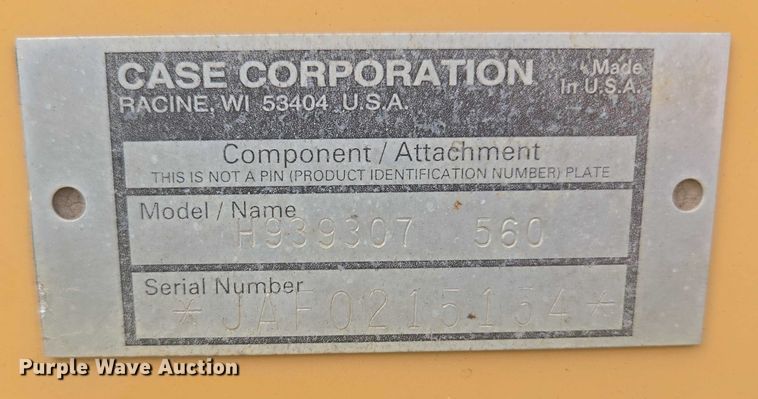 CASE CORPORATION
RACINE, WI 53404 U.S.A.
Made
In U.S.A.
Component / Attachment
THIS IS NOT A PIN (PRODUCT IDENTIFICATION NUMBER) PLATE
Model / Name
H939307 560
Serial Number
*JAF0215154*
Purple Wave Auction